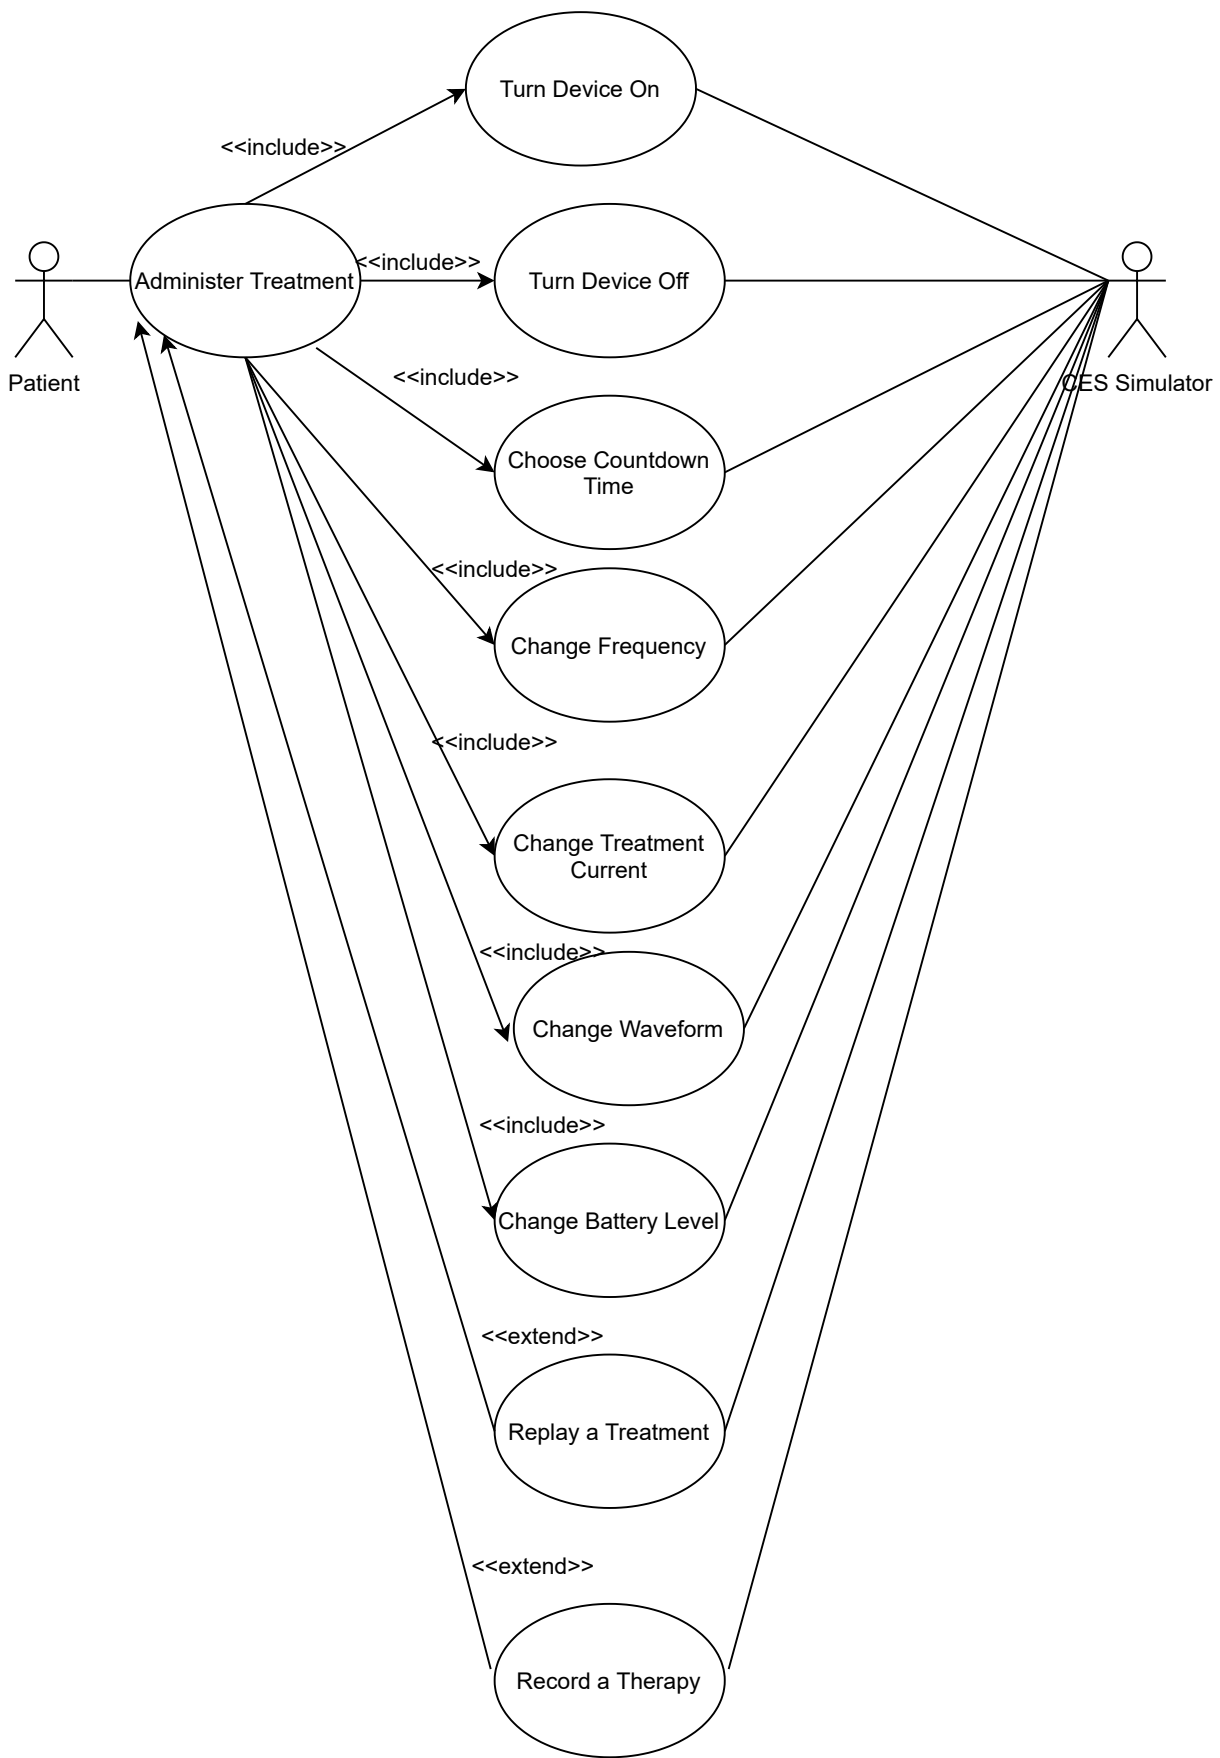 Turn Device On
<<include>>
Administer Treatment
<<include>>
Turn Device Off
Patient
CES Simulator
<<include>>
Choose Countdown
Time
<<include>>
Change Frequency
<<include>>
Change Treatment
Current
<<include>>
Change Waveform
<<include>>
Change Battery Level
<<extend>>
Replay a Treatment
<<extend>>
Record a Therapy